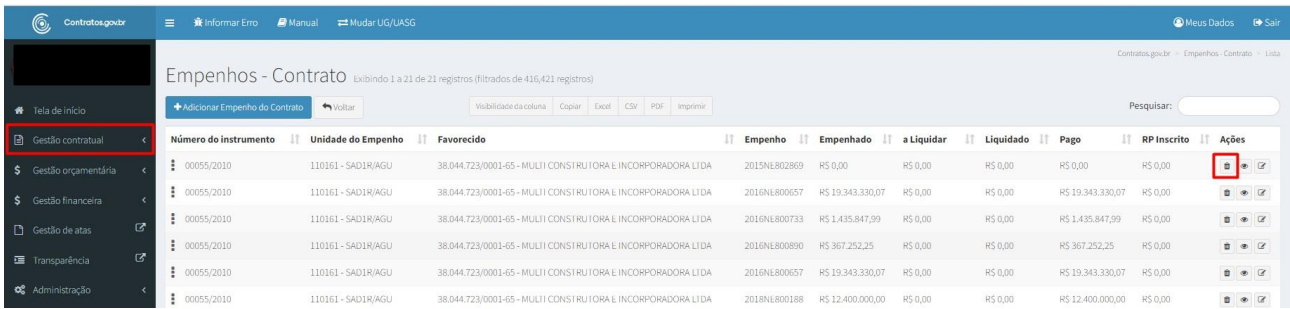 Contratos.gov.br
Informar Erro Manual Mudar UG/UASG Meus Dados Sair
Contratos.gov.br > Empenhos - Contrato > Lista
Empenhos - Contrato Exibindo 1 a 21 de 21 registros (filtrados de 416,421 registros)
Tela de início
Gestão contratual
Gestão orçamentária
Gestão financeira
Gestão de atas
Transparência
Administração
+Adicionar Empenho do Contrato Voltar Visibilidade da coluna Copiar Excel CSV PDF Imprimir Pesquisar:
Número do instrumento Unidade do Empenho Favorecido Empenho Empenhado a Liquidar Liquidado Pago RP Inscrito Ações
00055/2010 110161 - SAD1R/AGU 38.044.723/0001-65 - MULTI CONSTRUTORA E INCORPORADORA LTDA 2015NE802869 R$ 0,00 R$ 0,00 R$ 0,00 R$ 0,00 R$ 0,00
00055/2010 110161 - SAD1R/AGU 38.044.723/0001-65 - MULTI CONSTRUTORA E INCORPORADORA LTDA 2016NE800657 R$ 19.343.330,07 R$ 0,00 R$ 0,00 R$ 19.343.330,07 R$ 0,00
00055/2010 110161 - SAD1R/AGU 38.044.723/0001-65 - MULTI CONSTRUTORA E INCORPORADORA LTDA 2016NE800733 R$ 1.435.847,99 R$ 0,00 R$ 0,00 R$ 1.435.847,99 R$ 0,00
00055/2010 110161 - SAD1R/AGU 38.044.723/0001-65 - MULTI CONSTRUTORA E INCORPORADORA LTDA 2016NE800890 R$ 367.252,25 R$ 0,00 R$ 0,00 R$ 367.252,25 R$ 0,00
00055/2010 110161 - SAD1R/AGU 38.044.723/0001-65 - MULTI CONSTRUTORA E INCORPORADORA LTDA 2016NE800657 R$ 19.343.330,07 R$ 0,00 R$ 0,00 R$ 19.343.330,07 R$ 0,00
00055/2010 110161 - SAD1R/AGU 38.044.723/0001-65 - MULTI CONSTRUTORA E INCORPORADORA LTDA 2018NE800188 R$ 12.400.000,00 R$ 0,00 R$ 0,00 R$ 12.400.000,00 R$ 0,00